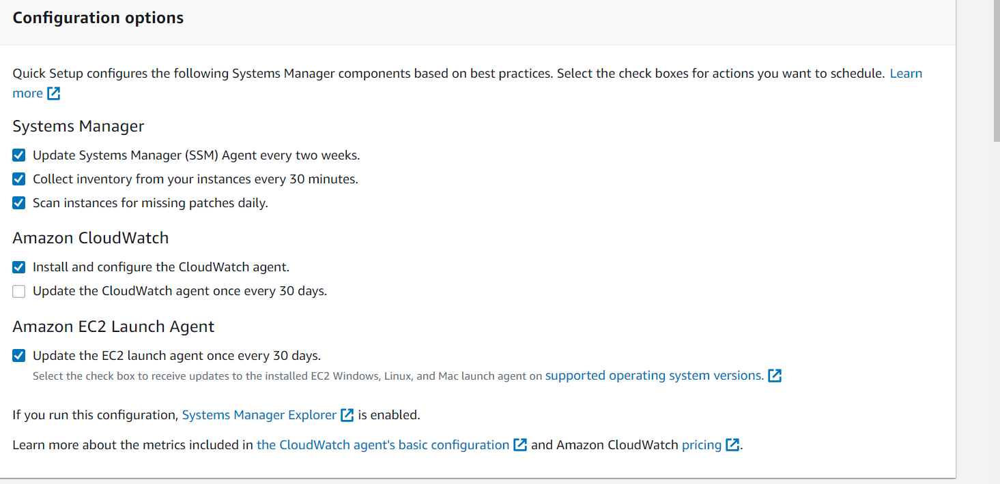 Configuration options
Quick Setup configures the following Systems Manager components based on best practices. Select the check boxes for actions you want to schedule. Learn
more
Systems Manager
Update Systems Manager (SSM) Agent every two weeks.
Collect inventory from your instances every 30 minutes.
Scan instances for missing patches daily.
Amazon CloudWatch
Install and configure the CloudWatch agent.
Update the CloudWatch agent once every 30 days.
Amazon EC2 Launch Agent
Update the EC2 launch agent once every 30 days.
Select the check box to receive updates to the installed EC2 Windows, Linux, and Mac launch agent on supported operating system versions.
If you run this configuration, Systems Manager Explorer is enabled.
Learn more about the metrics included in the CloudWatch agent's basic configuration and Amazon CloudWatch pricing.